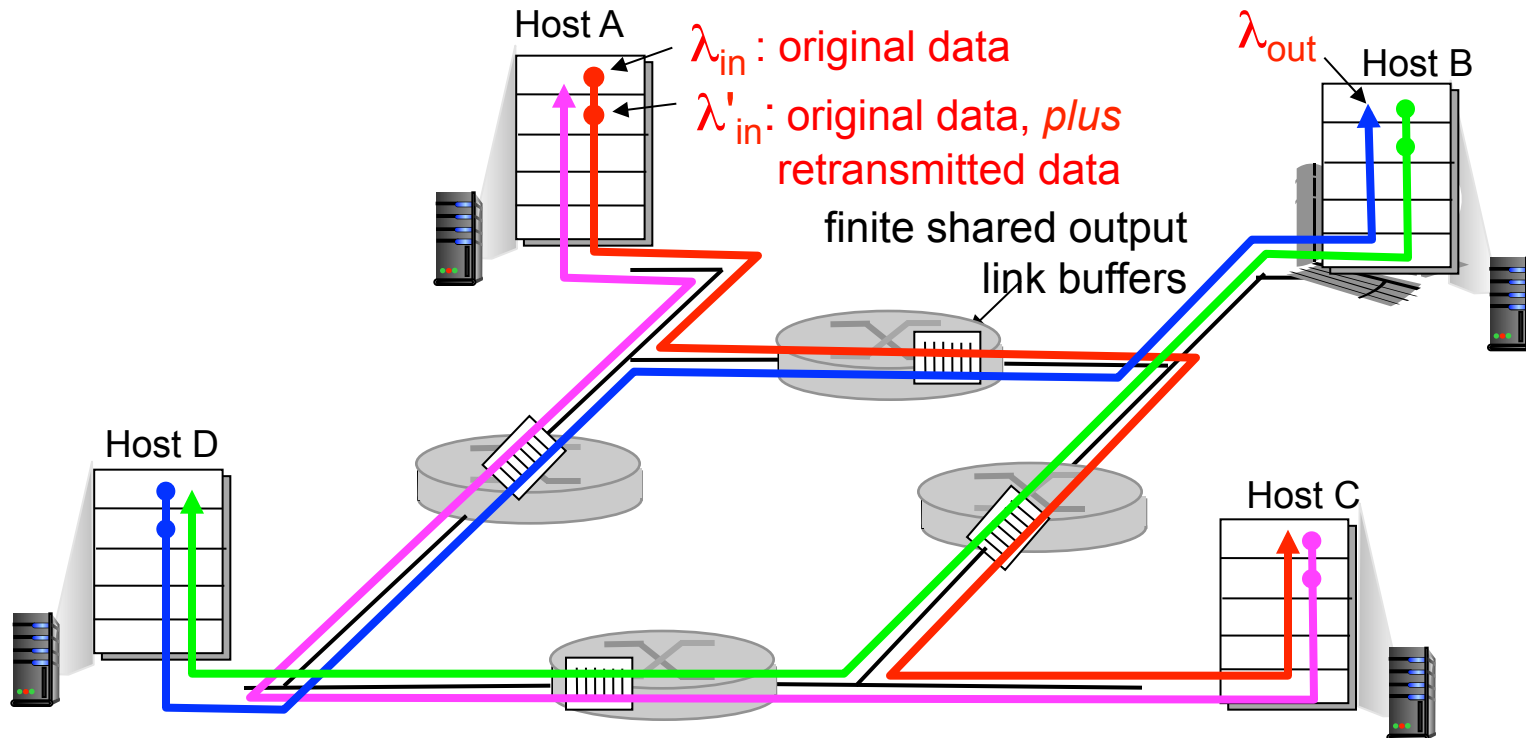 Host A
λin : original data
λ'in: original data, plus
retransmitted data
finite shared output
link buffers
λout
Host B
Host D
Host C